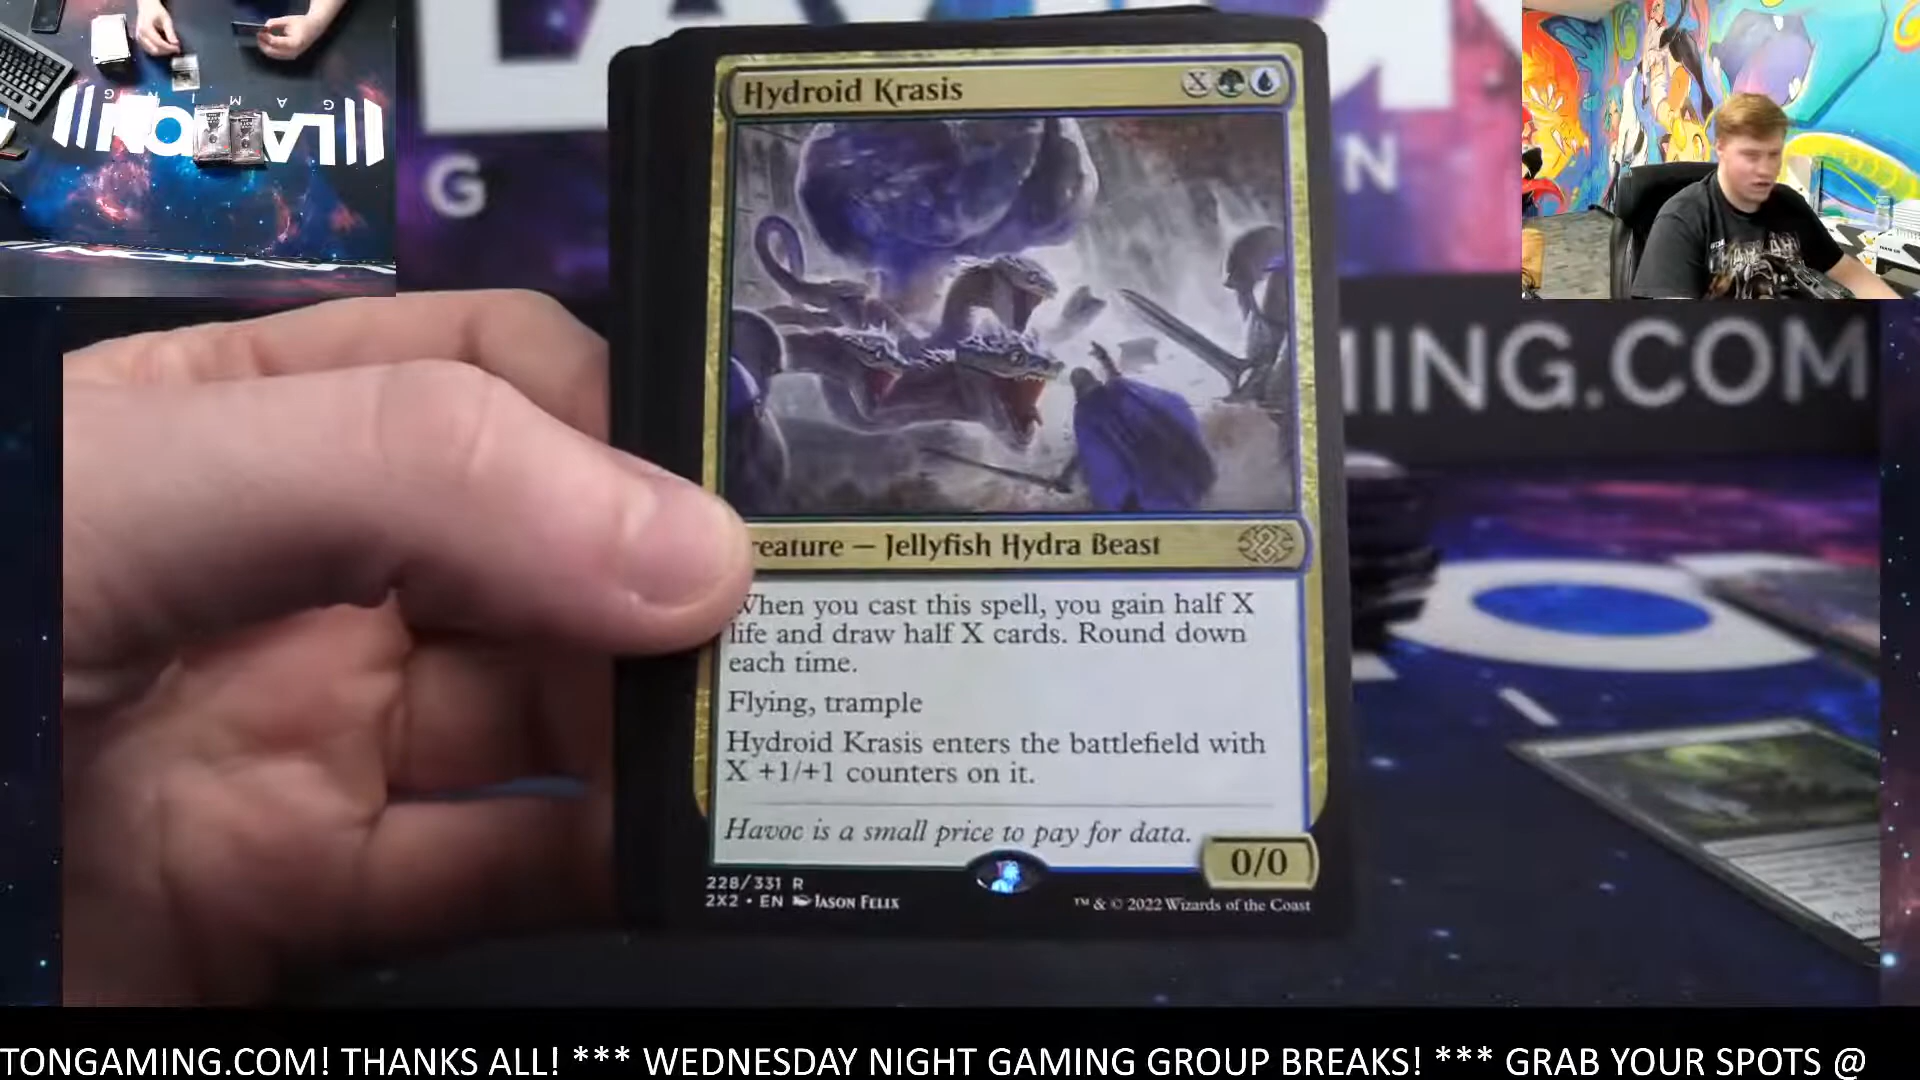 Hydroid Krasis X
reature — Jellyfish Hydra Beast
When you cast this spell, you gain half X
life and draw half X cards. Round down
each time.
Flying, trample
Hydroid Krasis enters the battlefield with
X +1/+1 counters on it.
Havoc is a small price to pay for data.
0/0
228/331 R
2X2 • EN JASON FELIX
™ & © 2022 Wizards of the Coast
G
N
MING.COM
TONGAMING.COM! THANKS ALL! *** WEDNESDAY NIGHT GAMING GROUP BREAKS! *** GRAB YOUR SPOTS @